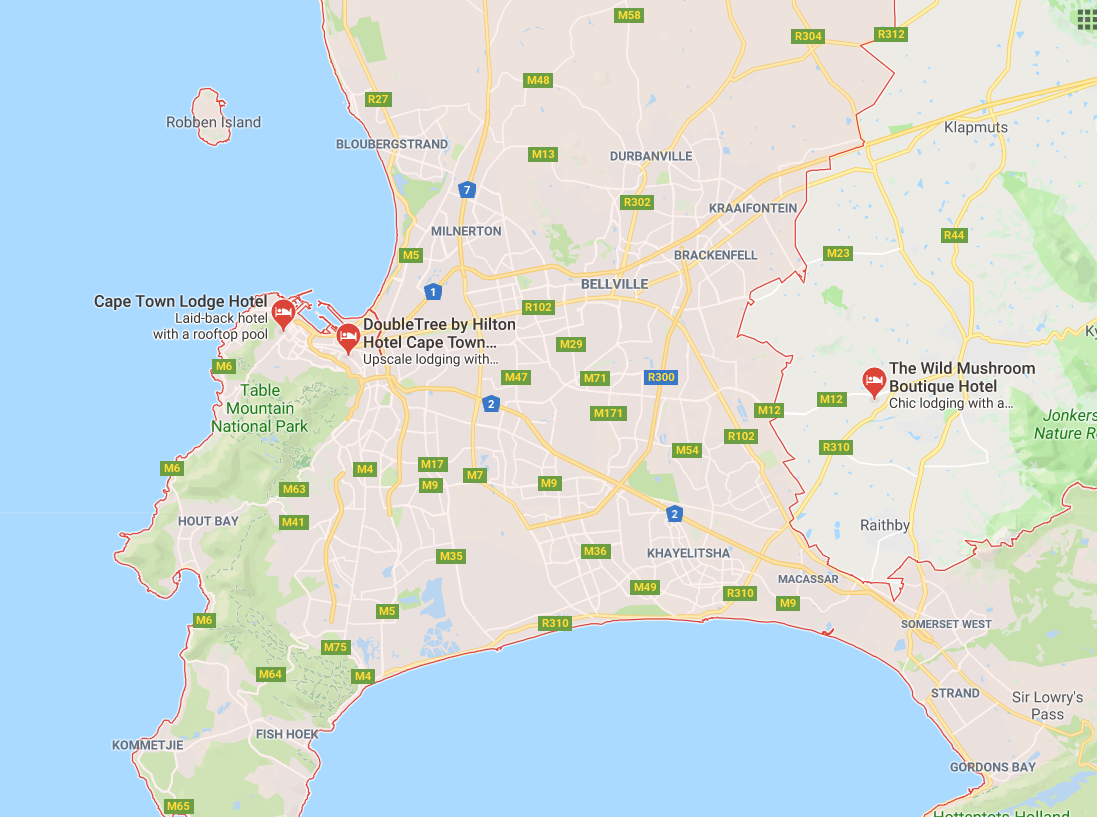 M58
R304
R312
M48
R27
Robben Island
Klapmuts
BLOUBERGSTRAND
M13
DURBANVILLE
7
R302
KRAAIFONTEIN
MILNERTON
R44
M5
M23
BRACKENFELL
BELLVILLE
1
Cape Town Lodge Hotel
Laid-back hotel
with a rooftop pool
R102
DoubleTree by Hilton
Hotel Cape Town...
Upscale lodging with...
M29
M6
The Wild Mushroom
Boutique Hotel
Chic lodging with a...
M47
M71
R300
Table
Mountain
National Park
2
M12
M12
M171
Jonkers
Nature R
R102
R310
M54
M6
M4
M17
M7
M9
M9
M63
2
HOUT BAY
M41
Raithby
M35
M36
KHAYELITSHA
MACASSAR
M49
R310
M9
M5
M6
R310
SOMERSET WEST
M75
M64
M4
STRAND
Sir Lowry's
Pass
FISH HOEK
KOMMETJIE
GORDONS BAY
M65
Hottentots Holland